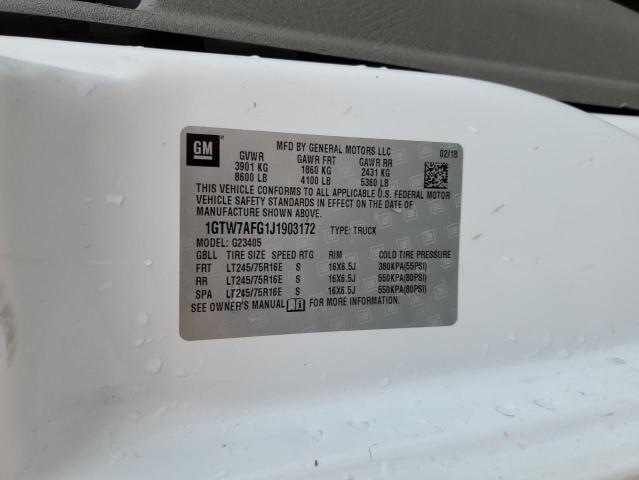 GM
MFD BY GENERAL MOTORS LLC
02/18
GVWR GAWR FRT GAWR RR
3901 KG 1860 KG 2431 KG
8600 LB 4100 LB 5360 LB
THIS VEHICLE CONFORMS TO ALL APPLICABLE U.S. FEDERAL MOTOR
VEHICLE SAFETY STANDARDS IN EFFECT ON THE DATE OF
MANUFACTURE SHOWN ABOVE.
1GTW7AFG1J1903172 TYPE: TRUCK
MODEL: G23405
GBLL TIRE SIZE SPEED RTG RIM COLD TIRE PRESSURE
FRT LT245/75R16E S 16X6.5J 380KPA(55PSI)
RR LT245/75R16E S 16X6.5J 550KPA(80PSI)
SPA LT245/75R16E S 16X6.5J 550KPA(80PSI)
SEE OWNER'S MANUAL FOR MORE INFORMATION.